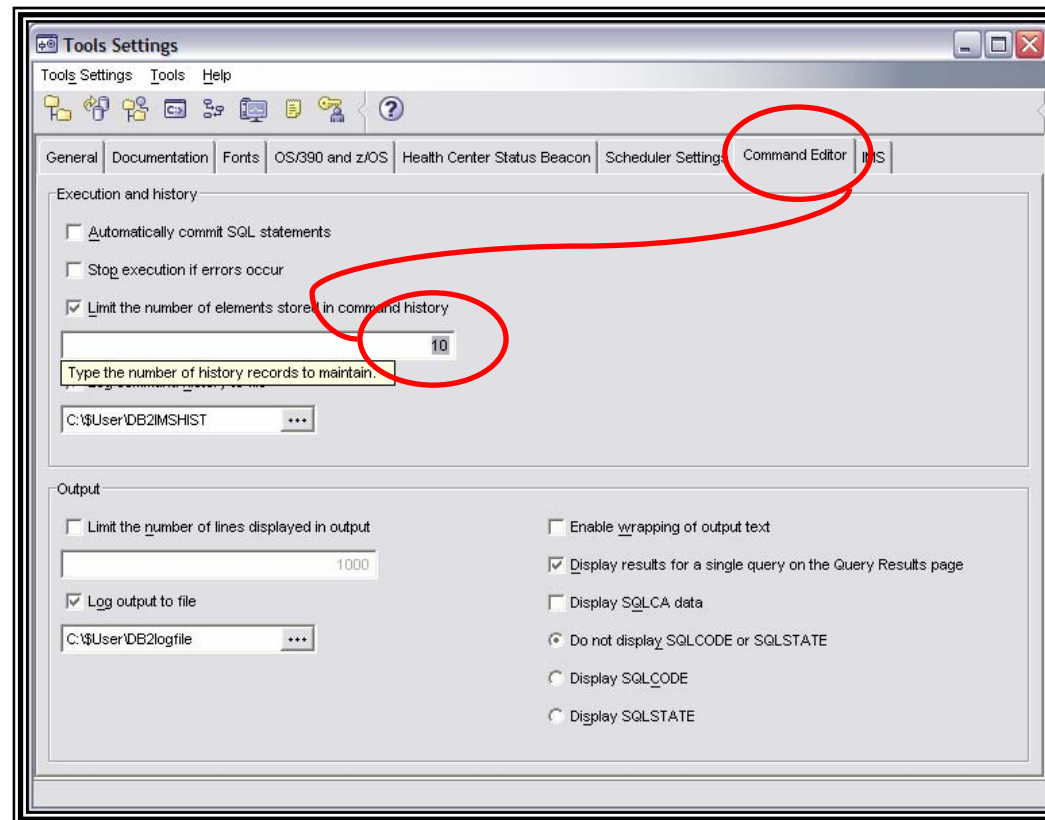 Tools Settings
Tools Settings Tools Help
General Documentation Fonts OS/390 and z/OS Health Center Status Beacon Scheduler Settings Command Editor IMS
Execution and history
Automatically commit SQL statements
Stop execution if errors occur
Limit the number of elements stored in command history
10
Type the number of history records to maintain.
Log command history to file
C:\$User\DB2IMSHIST
Output
Limit the number of lines displayed in output
1000
Log output to file
C:\$User\DB2logfile
Enable wrapping of output text
Display results for a single query on the Query Results page
Display SQLCA data
Do not display SQLCODE or SQLSTATE
Display SQLCODE
Display SQLSTATE